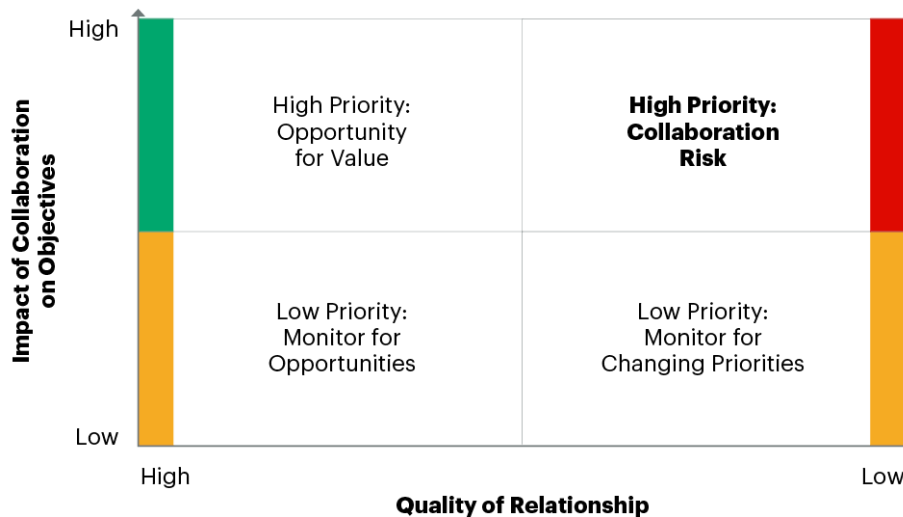 High
High Priority:
Opportunity
for Value
High Priority:
Collaboration
Risk
Impact of Collaboration
on Objectives
Low Priority:
Monitor for
Opportunities
Low Priority:
Monitor for
Changing Priorities
Low
High
Low
Quality of Relationship